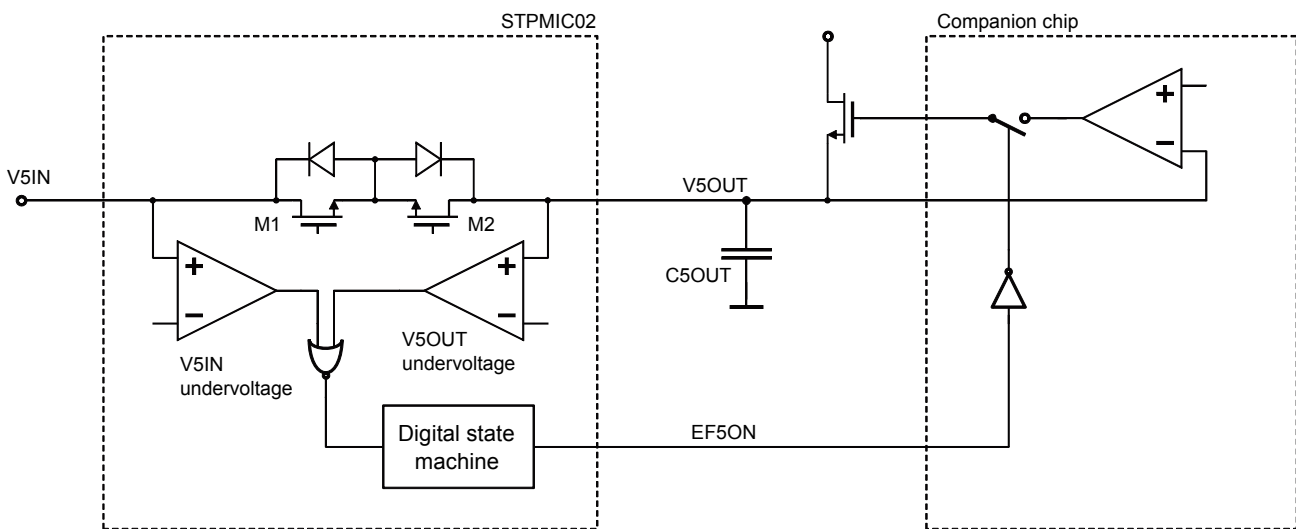 STPMIC02
Companion chip
+
−
V5IN
M1
M2
V5OUT
+
−
+
−
C5OUT
V5IN
undervoltage
V5OUT
undervoltage
Digital state
machine
EF5ON